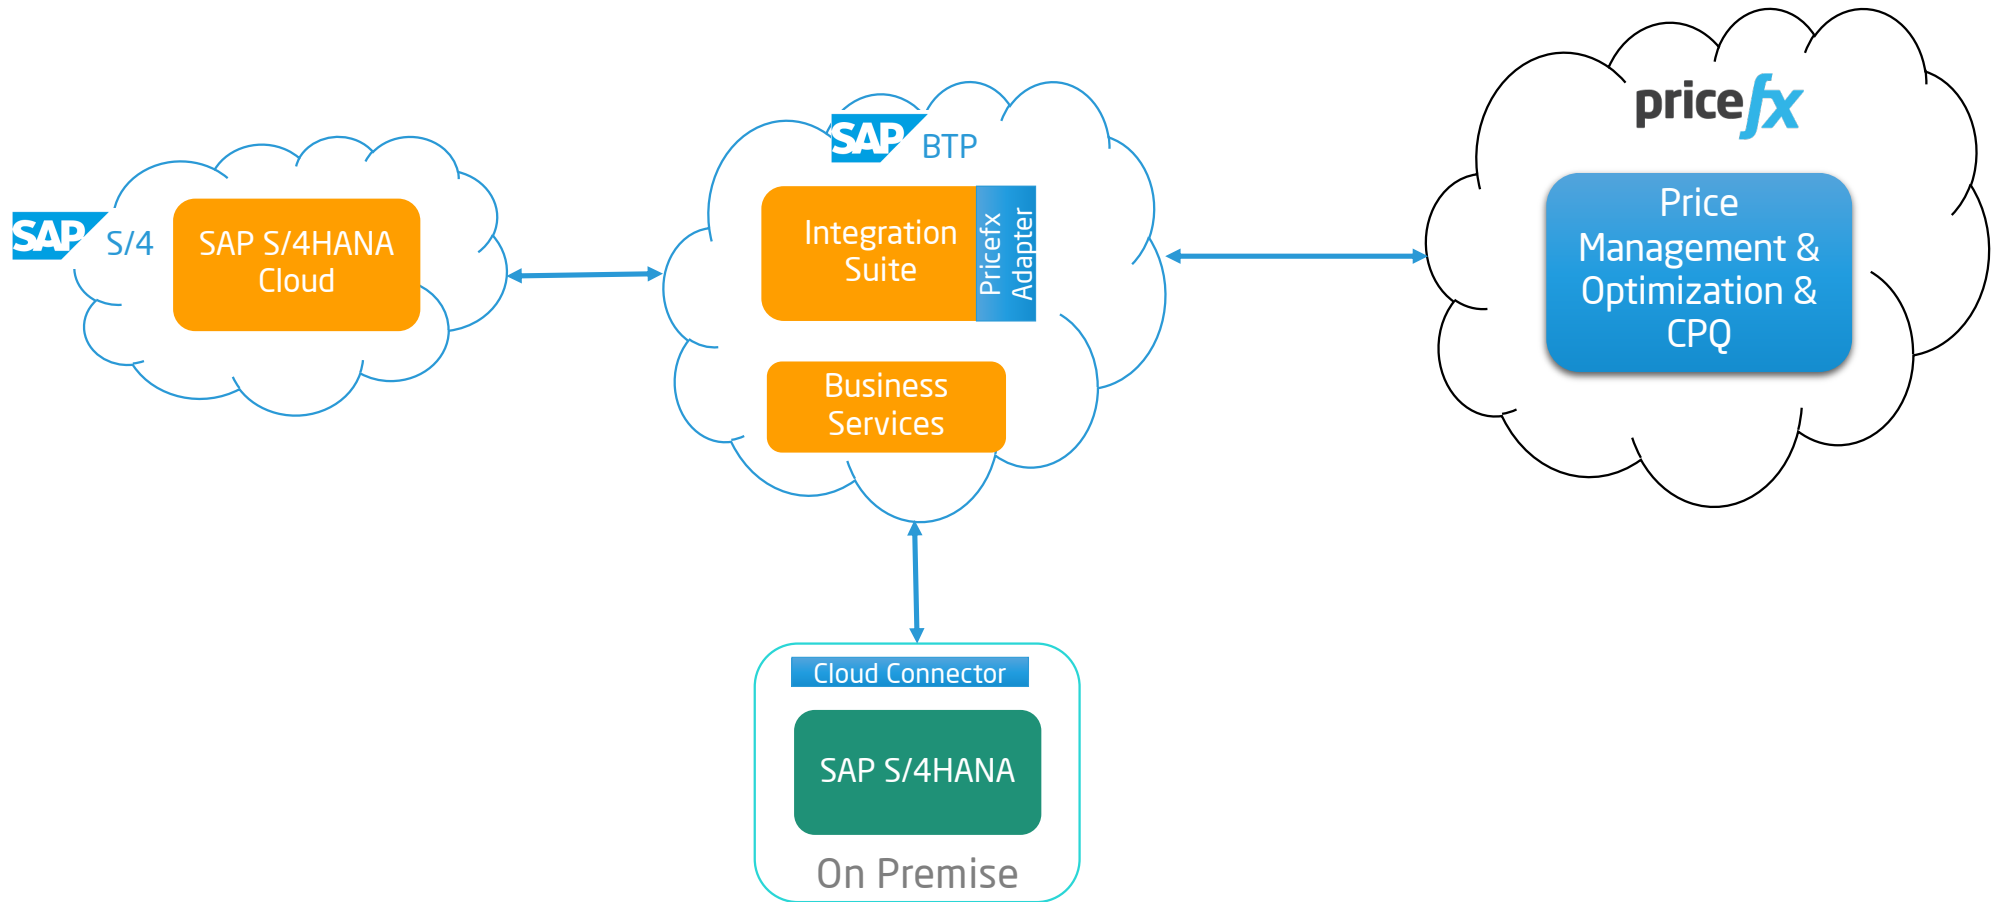 SAP S/4
SAP S/4HANA
Cloud
SAP BTP
Integration
Suite
Pricefx
Adapter
Business
Services
pricefx
Price
Management &
Optimization &
CPQ
Cloud Connector
SAP S/4HANA
On Premise